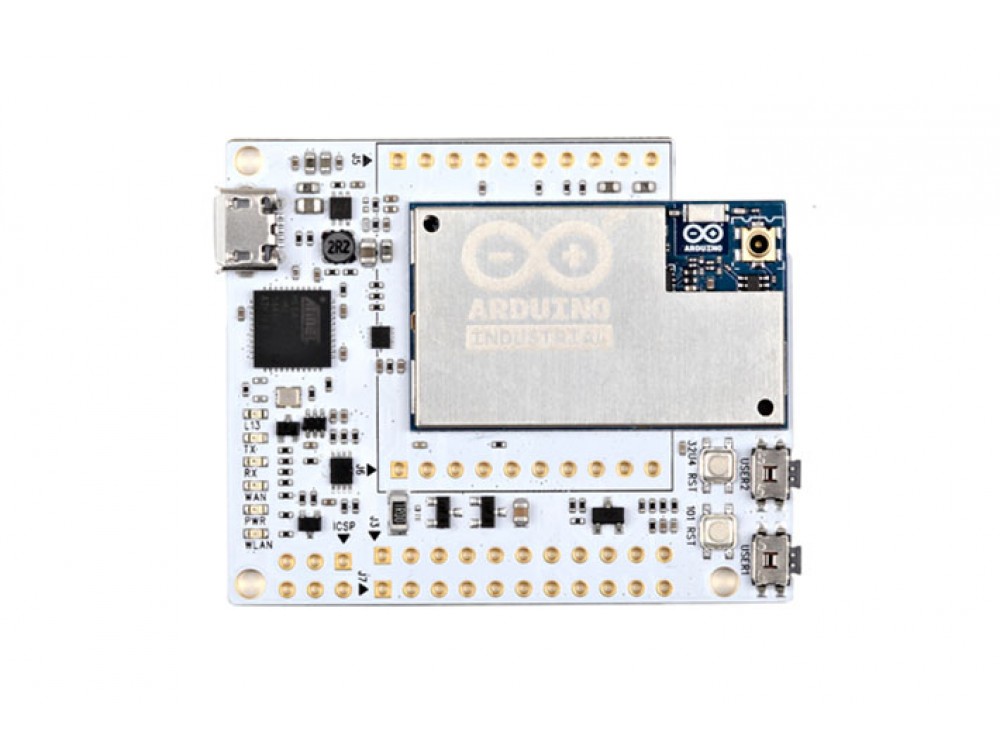 J5
2R2
ARDUINO
INDUSTRIAL
ARDUINO
L13
TX
RX
WAN
PWR
WLAN
J6
3204 RST
USER2
ICSP
J3
101 RST
USER1
J7